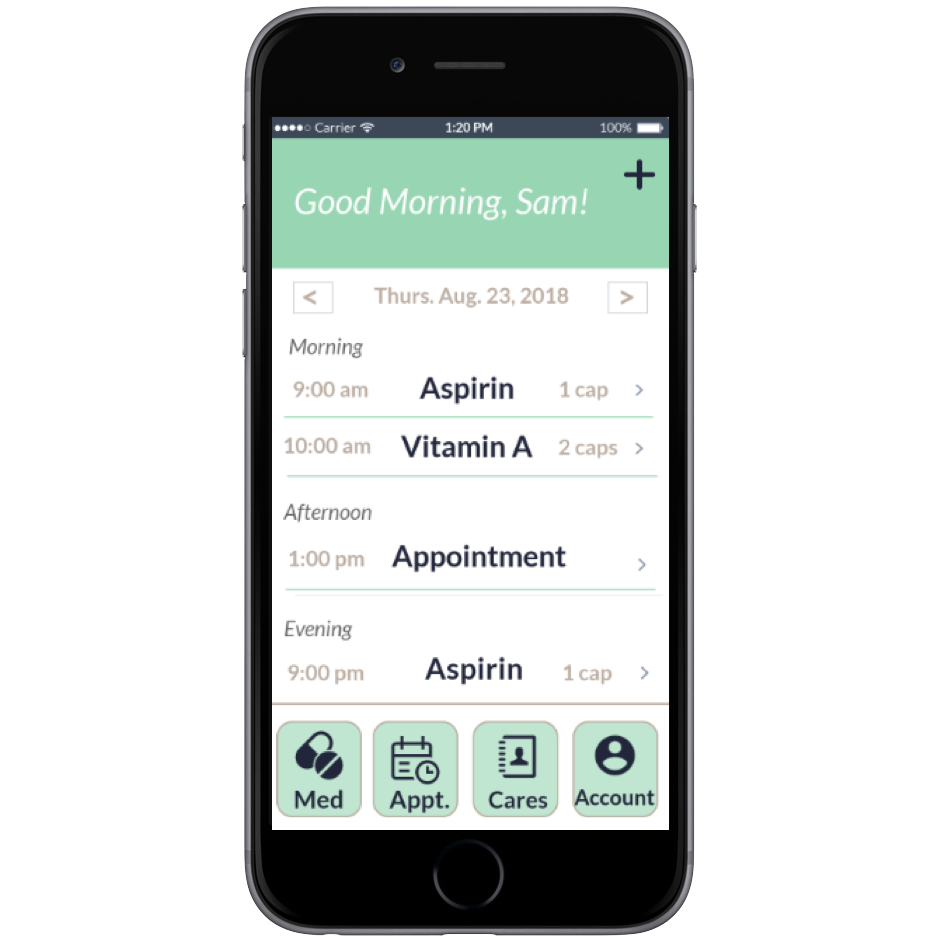 Carrier 1:20 PM 100%
+
Good Morning, Sam!
< Thurs. Aug. 23, 2018 >
Morning
9:00 am Aspirin 1 cap >
10:00 am Vitamin A 2 caps >
Afternoon
1:00 pm Appointment >
Evening
9:00 pm Aspirin 1 cap >
Med Appt. Cares Account